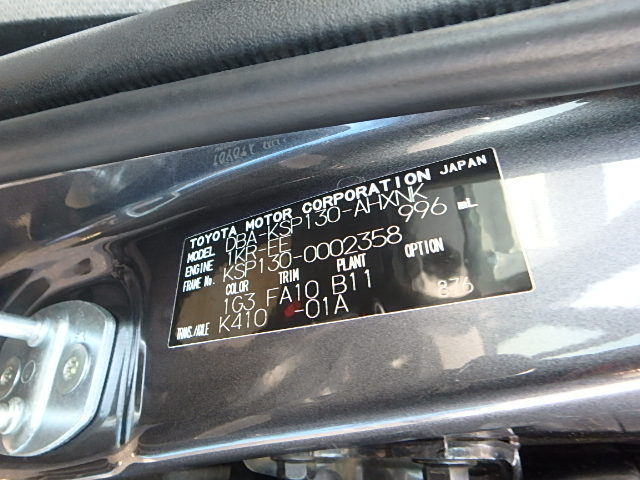 TOYOTA MOTOR CORPORATION JAPAN
MODEL DBA-KSP130-AHXNK
ENGINE 1KR-FE 996 mL
FRAME No. KSP130-0002358
COLOR TRIM PLANT OPTION
1G3 FA10 B11 876
TRANS./AXLE K410 -01A